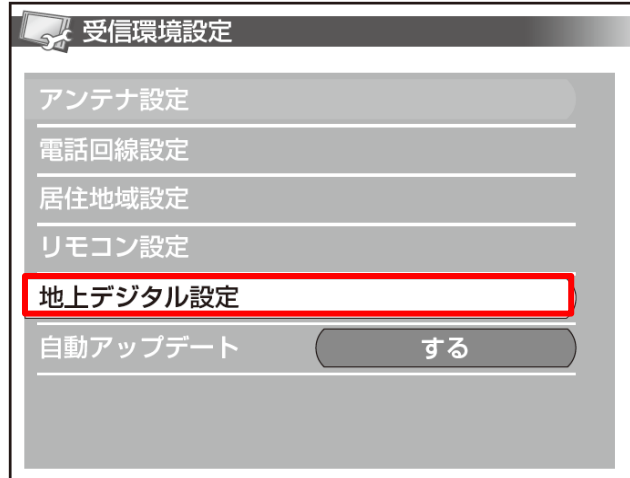 受信環境設定
アンテナ設定
電話回線設定
居住地域設定
リモコン設定
地上デジタル設定
自動アップデート する